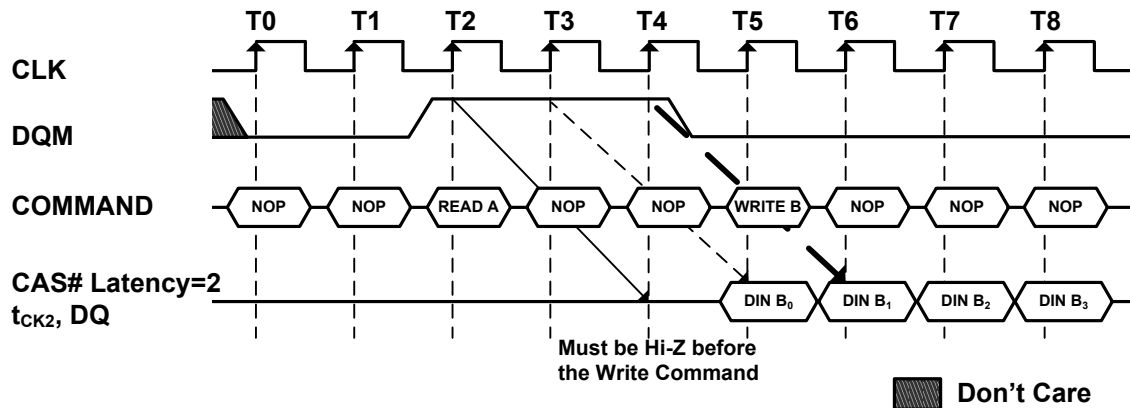 T0 T1 T2 T3 T4 T5 T6 T7 T8
CLK
DQM
COMMAND NOP NOP READ A NOP NOP WRITE B NOP NOP NOP
CAS# Latency=2
tCK2, DQ DIN B0 DIN B1 DIN B2 DIN B3
Must be Hi-Z before
the Write Command
Don't Care